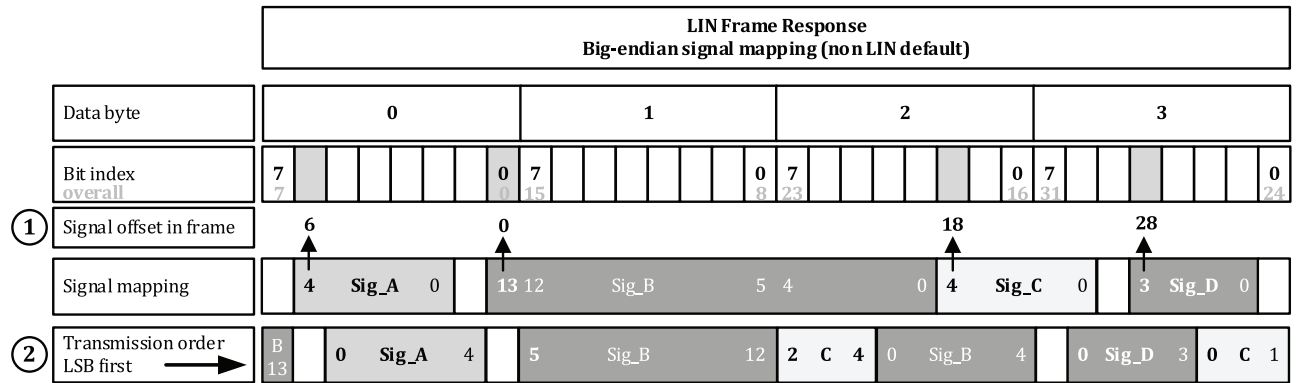 LIN Frame Response
Big-endian signal mapping (non LIN default)
Data byte 0 1 2 3
Bit index 7 0 7 0 7 0 7 0
overall 7 0 15 8 23 16 31 24
1 Signal offset in frame 6 0 18 28
Signal mapping 4 Sig_A 0 13 12 Sig_B 5 4 0 4 Sig_C 0 3 Sig_D 0
2 Transmission order B
LSB first 13 0 Sig_A 4 5 Sig_B 12 2 C 4 0 Sig_B 4 0 Sig_D 3 0 C 1